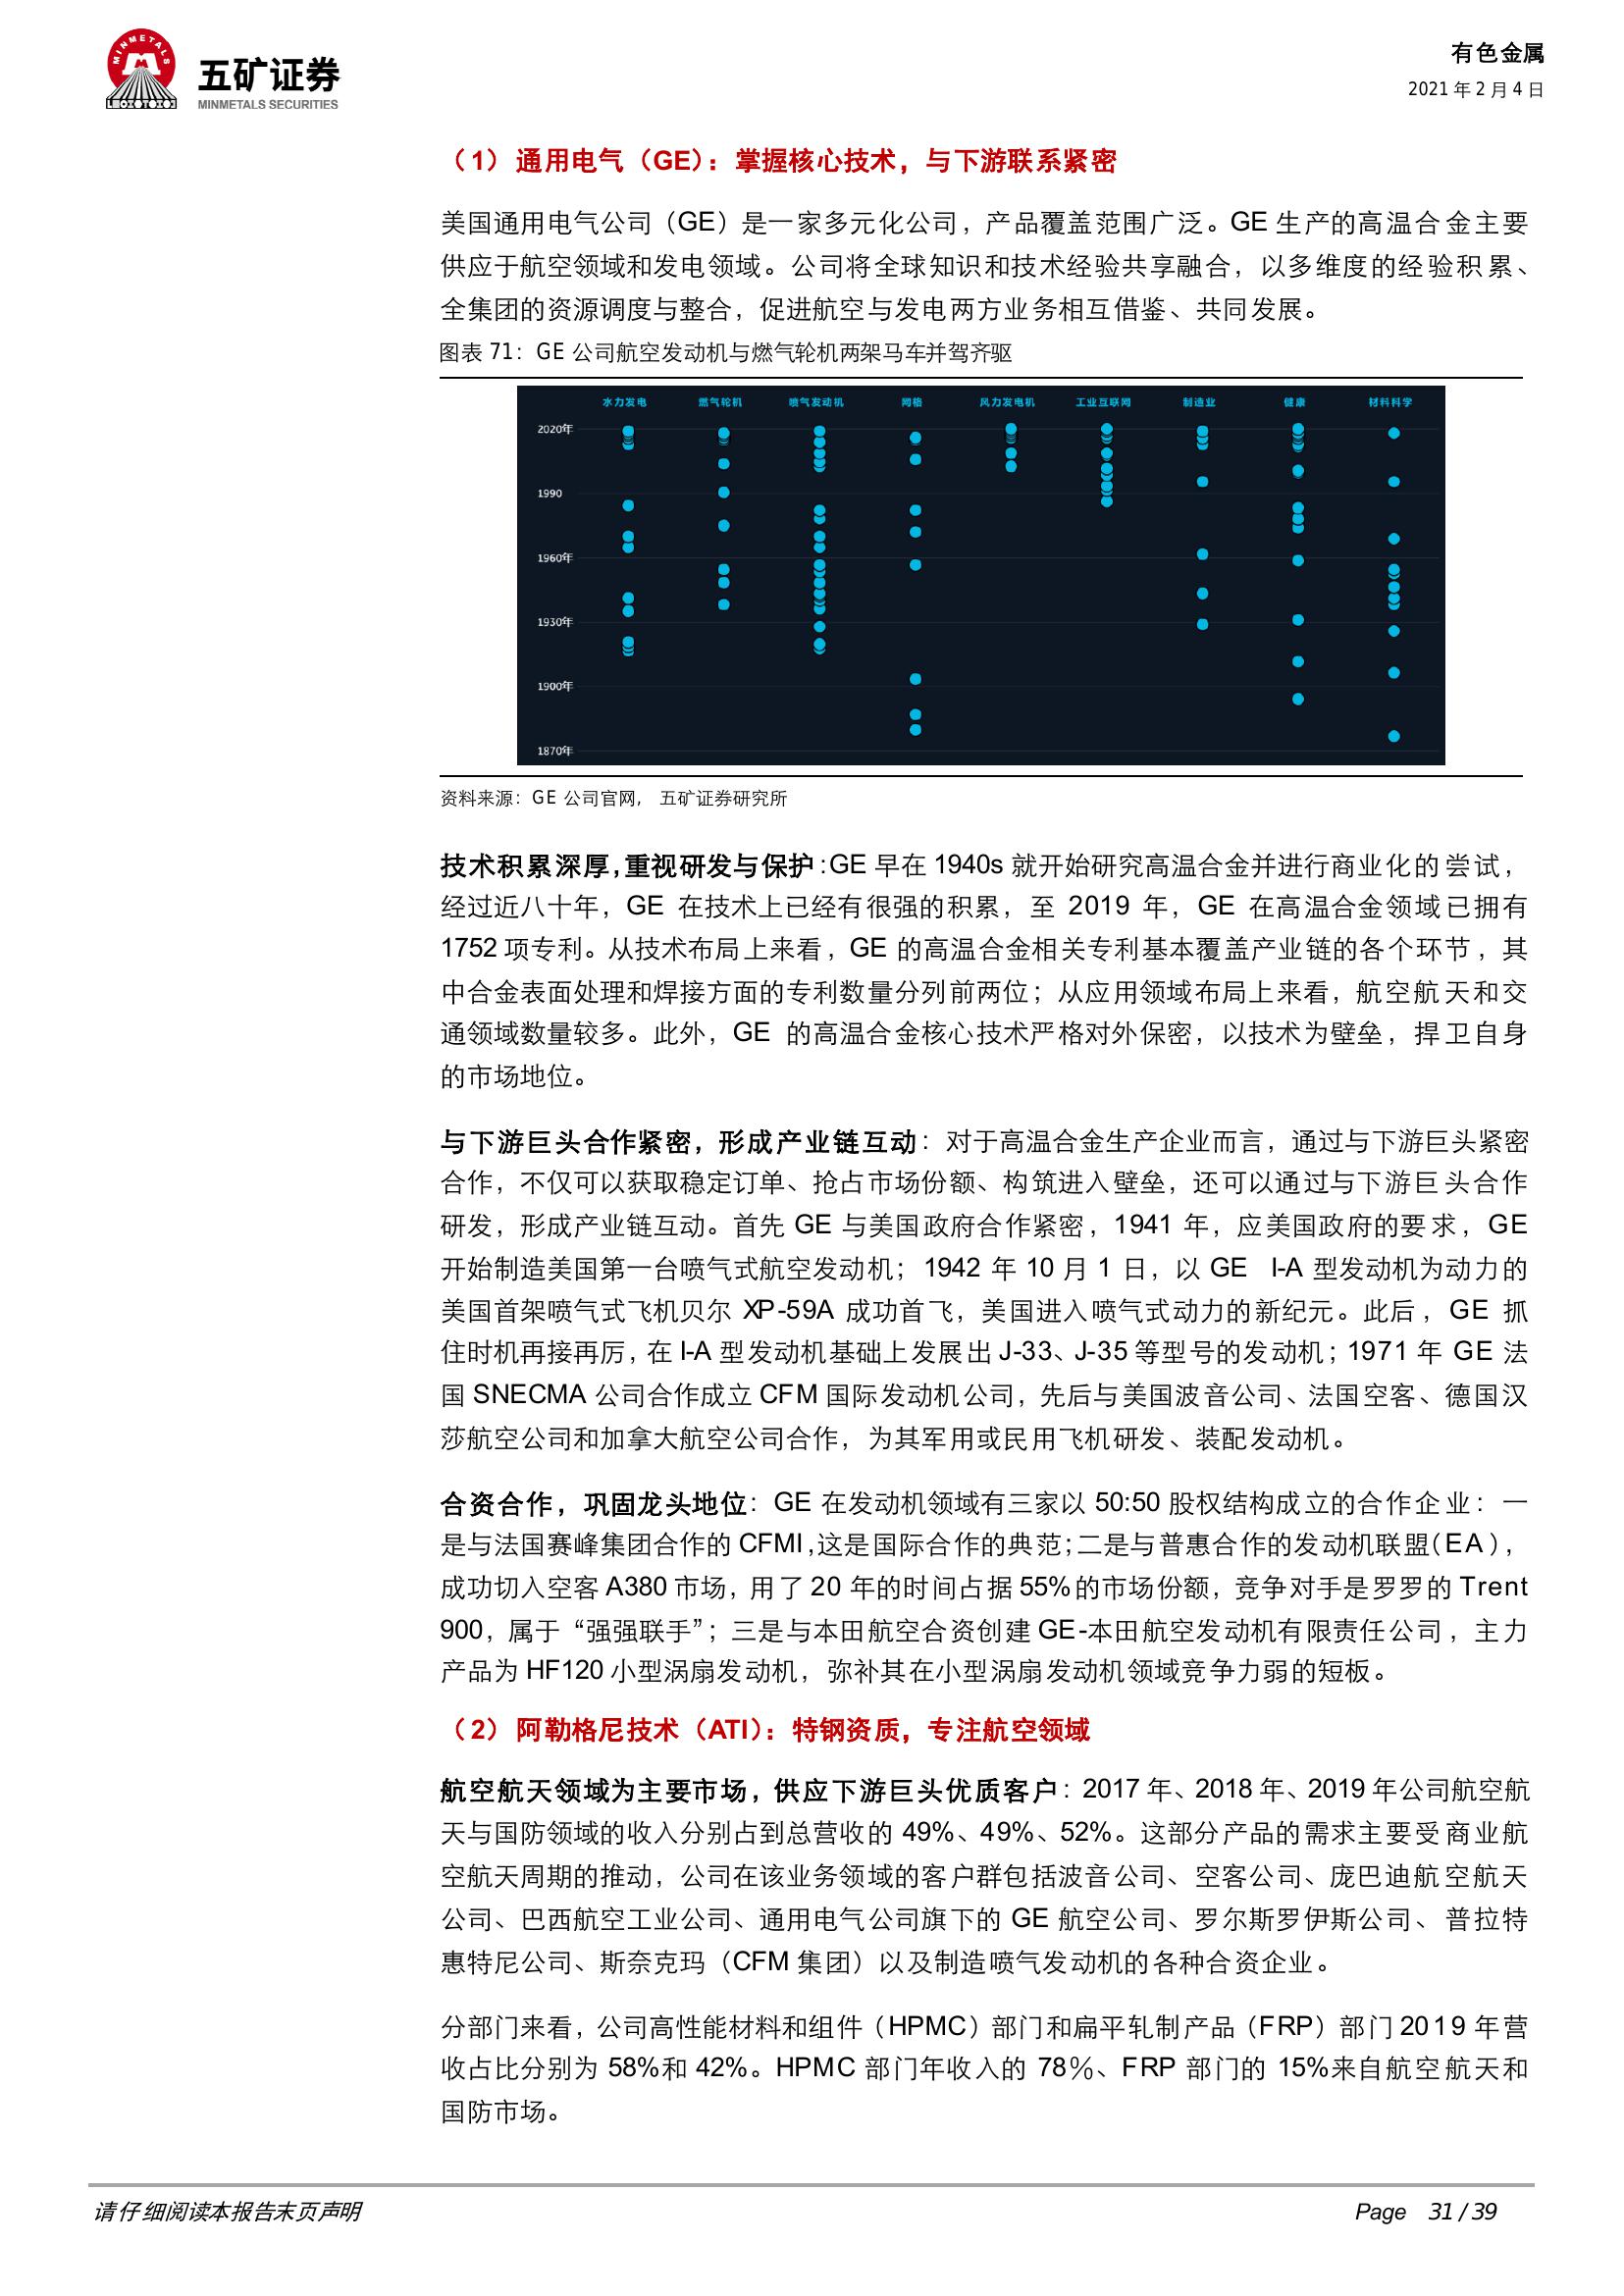 MINMETALS
五矿证券
MINMETALS SECURITIES
有色金属
2021 年 2 月 4 日
（1）通用电气（GE）：掌握核心技术，与下游联系紧密
美国通用电气公司（GE）是一家多元化公司，产品覆盖范围广泛。GE 生产的高温合金主要
供应于航空领域和发电领域。公司将全球知识和技术经验共享融合，以多维度的经验积累、
全集团的资源调度与整合，促进航空与发电两方业务相互借鉴、共同发展。
图表 71：GE 公司航空发动机与燃气轮机两架马车并驾齐驱
水力发电 燃气轮机 喷气发动机 网格 风力发电机 工业互联网 制造业 健康 材料科学
2020年
1990
1960年
1930年
1900年
1870年
资料来源：GE 公司官网， 五矿证券研究所
技术积累深厚，重视研发与保护：GE 早在 1940s 就开始研究高温合金并进行商业化的尝试，
经过近八十年，GE 在技术上已经有很强的积累，至 2019 年，GE 在高温合金领域已拥有
1752 项专利。从技术布局上来看，GE 的高温合金相关专利基本覆盖产业链的各个环节，其
中合金表面处理和焊接方面的专利数量分列前两位；从应用领域布局上来看，航空航天和交
通领域数量较多。此外，GE 的高温合金核心技术严格对外保密，以技术为壁垒，捍卫自身
的市场地位。
与下游巨头合作紧密，形成产业链互动：对于高温合金生产企业而言，通过与下游巨头紧密
合作，不仅可以获取稳定订单、抢占市场份额、构筑进入壁垒，还可以通过与下游巨头合作
研发，形成产业链互动。首先 GE 与美国政府合作紧密，1941 年，应美国政府的要求，GE
开始制造美国第一台喷气式航空发动机；1942 年 10 月 1 日，以 GE I-A 型发动机为动力的
美国首架喷气式飞机贝尔 XP-59A 成功首飞，美国进入喷气式动力的新纪元。此后，GE 抓
住时机再接再厉，在 I-A 型发动机基础上发展出 J-33、J-35 等型号的发动机；1971 年 GE 法
国 SNECMA 公司合作成立 CFM 国际发动机公司，先后与美国波音公司、法国空客、德国汉
莎航空公司和加拿大航空公司合作，为其军用或民用飞机研发、装配发动机。
合资合作，巩固龙头地位：GE 在发动机领域有三家以 50:50 股权结构成立的合作企业：一
是与法国赛峰集团合作的 CFMI，这是国际合作的典范；二是与普惠合作的发动机联盟（EA），
成功切入空客 A380 市场，用了 20 年的时间占据 55%的市场份额，竞争对手是罗罗的 Trent
900，属于“强强联手”；三是与本田航空合资创建 GE-本田航空发动机有限责任公司，主力
产品为 HF120 小型涡扇发动机，弥补其在小型涡扇发动机领域竞争力弱的短板。
（2）阿勒格尼技术（ATI）：特钢资质，专注航空领域
航空航天领域为主要市场，供应下游巨头优质客户：2017 年、2018 年、2019 年公司航空航
天与国防领域的收入分别占到总营收的 49%、49%、52%。这部分产品的需求主要受商业航
空航天周期的推动，公司在该业务领域的客户群包括波音公司、空客公司、庞巴迪航空航天
公司、巴西航空工业公司、通用电气公司旗下的 GE 航空公司、罗尔斯罗伊斯公司、普拉特
惠特尼公司、斯奈克玛（CFM 集团）以及制造喷气发动机的各种合资企业。
分部门来看，公司高性能材料和组件（HPMC）部门和扁平轧制产品（FRP）部门 2019 年营
收占比分别为 58%和 42%。HPMC 部门年收入的 78%、FRP 部门的 15%来自航空航天和
国防市场。
请仔细阅读本报告末页声明
Page 31 / 39